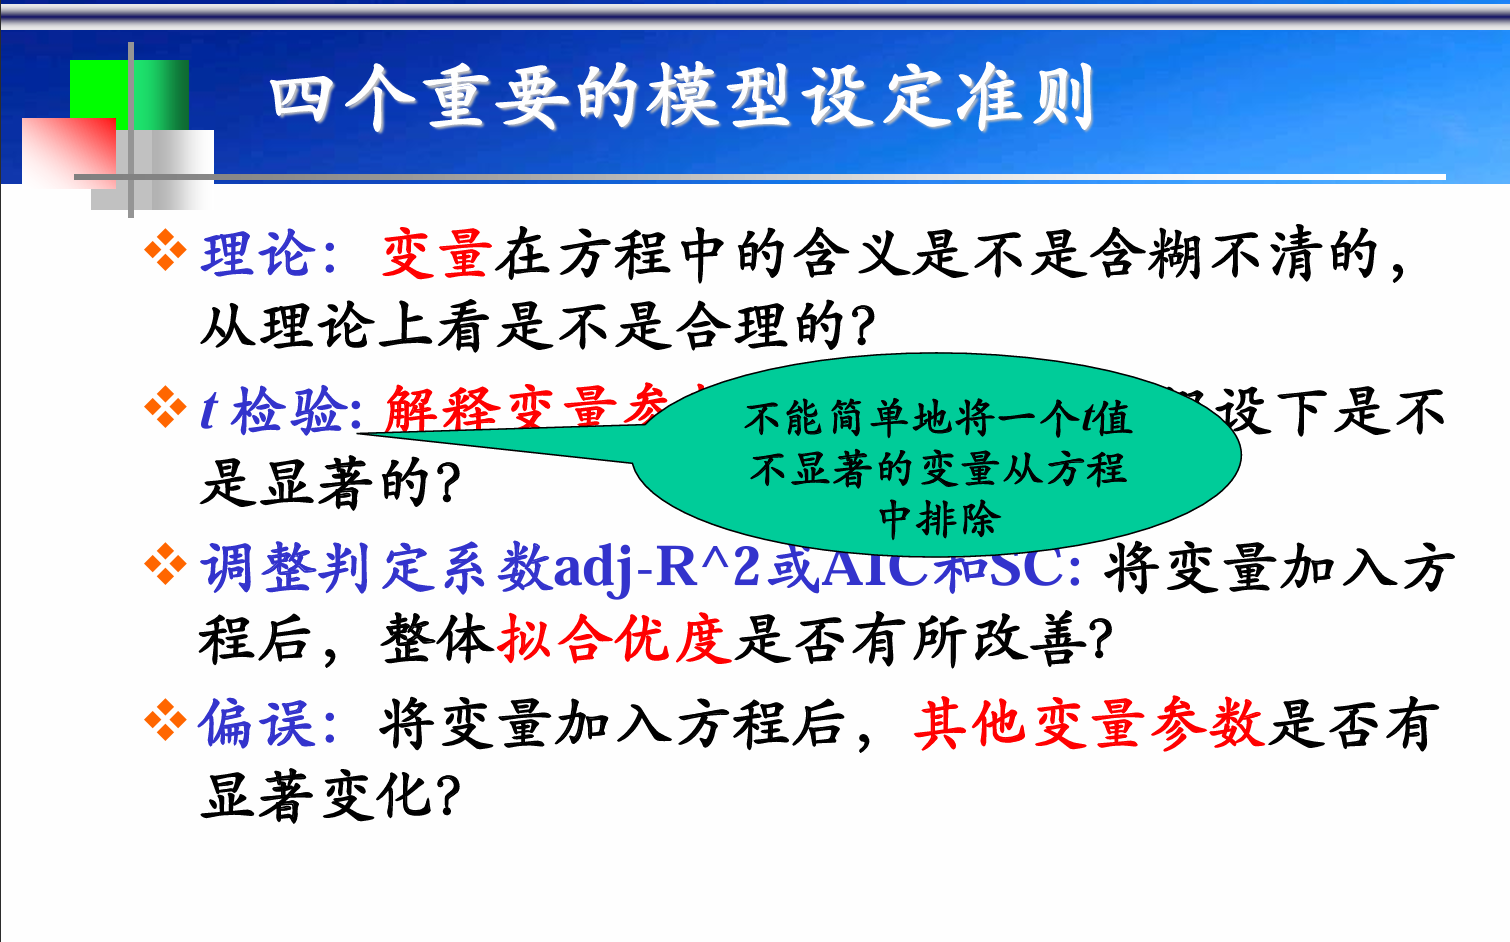 四个重要的模型设定准则
理论：变量在方程中的含义是不是含糊不清的，
从理论上看是不是合理的？
t 检验: 解释变量参 设下是不
是显著的？
不能简单地将一个t值
不显著的变量从方程
中排除
调整判定系数adj-R^2或AIC和SC: 将变量加入方
程后，整体拟合优度是否有所改善？
偏误：将变量加入方程后，其他变量参数是否有
显著变化？